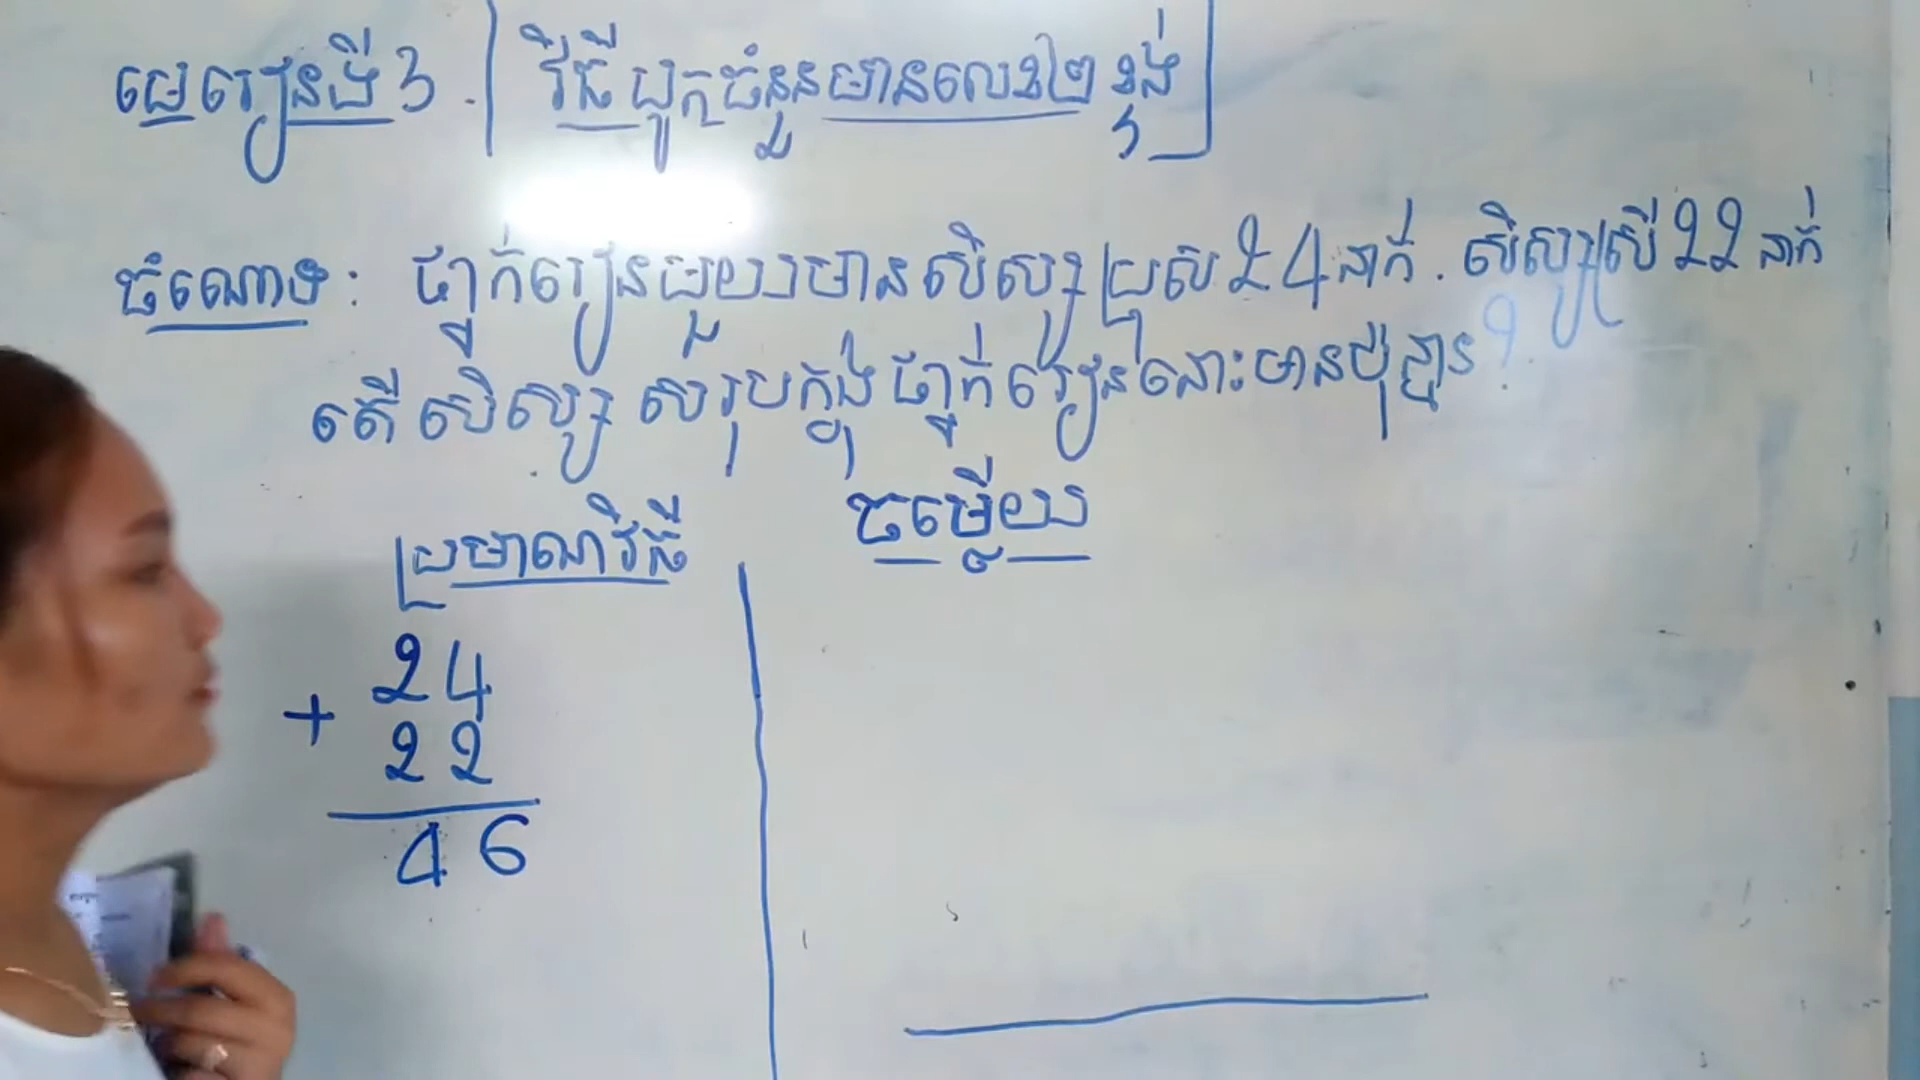 មេរៀនទី 3. វិធីបូកចំនួនមានលេខ២ខ្ទង់
ចំណោទ: ថ្នាក់រៀនមួយមានសិស្សប្រុស 24 នាក់. សិស្សស្រី 22 នាក់
តើសិស្សសរុបក្នុងថ្នាក់រៀននោះមានប៉ុន្មាន?
ប្រមាណវិធី
ចម្លើយ
24
+
22
46